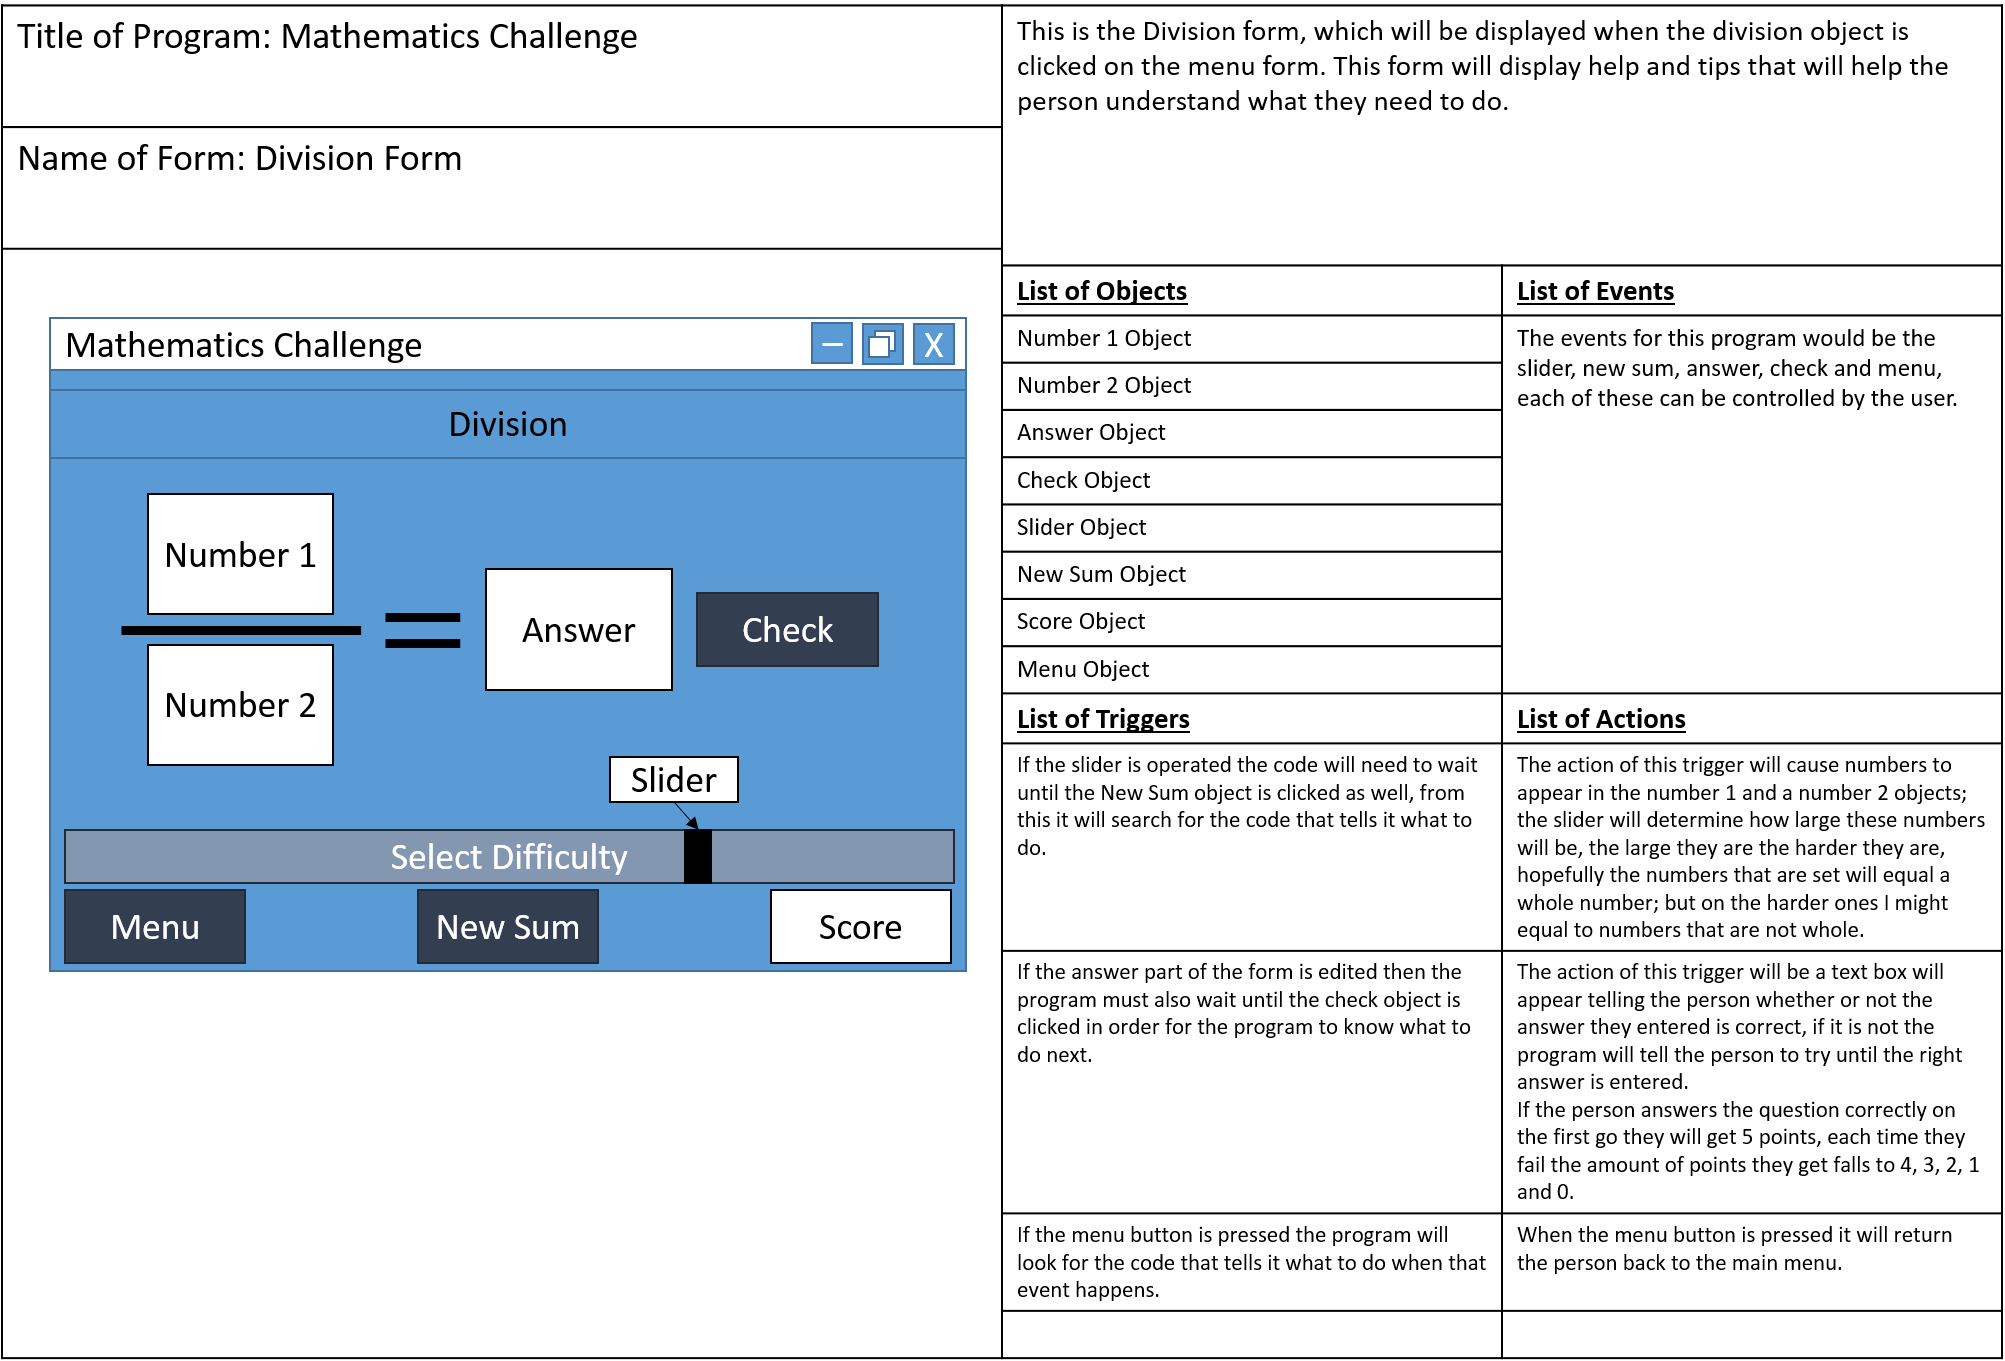 Title of Program: Mathematics Challenge
Name of Form: Division Form
This is the Division form, which will be displayed when the division object is
clicked on the menu form. This form will display help and tips that will help the
person understand what they need to do.
Mathematics Challenge
X
Division
Number 1
Number 2
=
Answer
Check
Slider
Select Difficulty
Menu
New Sum
Score
List of Objects
Number 1 Object
Number 2 Object
Answer Object
Check Object
Slider Object
New Sum Object
Score Object
Menu Object
List of Events
The events for this program would be the
slider, new sum, answer, check and menu,
each of these can be controlled by the user.
List of Triggers
List of Actions
If the slider is operated the code will need to wait
until the New Sum object is clicked as well, from
this it will search for the code that tells it what to
do.
The action of this trigger will cause numbers to
appear in the number 1 and a number 2 objects;
the slider will determine how large these numbers
will be, the large they are the harder they are,
hopefully the numbers that are set will equal a
whole number; but on the harder ones I might
equal to numbers that are not whole.
If the answer part of the form is edited then the
program must also wait until the check object is
clicked in order for the program to know what to
do next.
The action of this trigger will be a text box will
appear telling the person whether or not the
answer they entered is correct, if it is not the
program will tell the person to try until the right
answer is entered.
If the person answers the question correctly on
the first go they will get 5 points, each time they
fail the amount of points they get falls to 4, 3, 2, 1
and 0.
If the menu button is pressed the program will
look for the code that tells it what to do when that
event happens.
When the menu button is pressed it will return
the person back to the main menu.